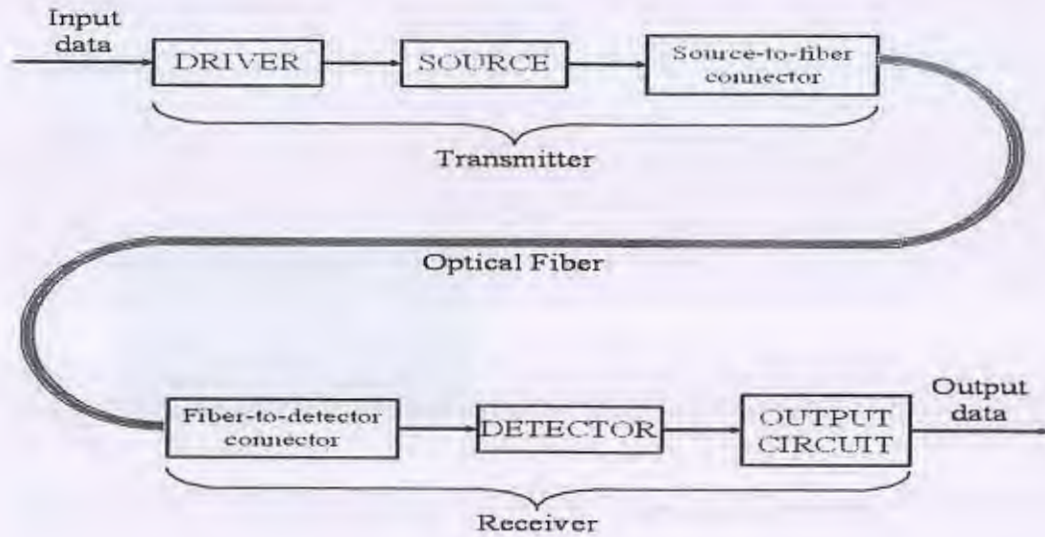 Input
data
DRIVER
SOURCE
Source-to-fiber
connector
Transmitter
Optical Fiber
Fiber-to-detector
connector
DETECTOR
OUTPUT
CIRCUIT
Output
data
Receiver